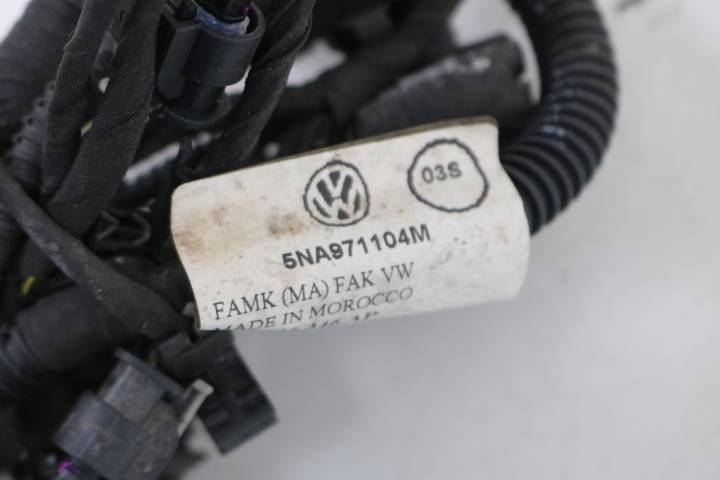 VW
03S
5NA971104M
FAMK (MA) FAK VW
MADE IN MOROCCO